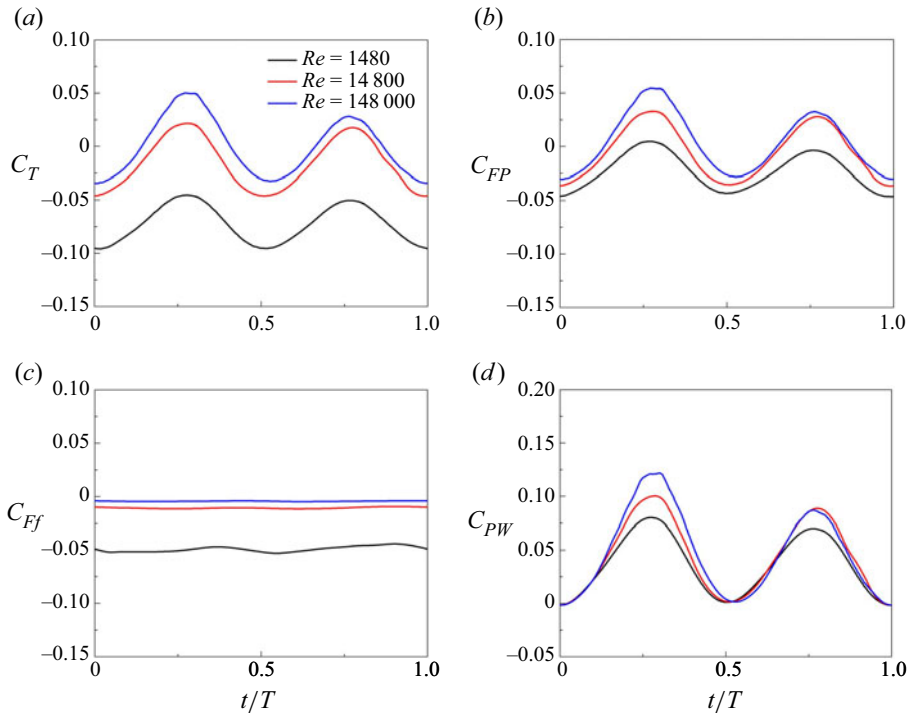 (a)
0.10
0.05
0
–0.05
–0.10
–0.15
C_T
Re = 1480
Re = 14 800
Re = 148 000
0
0.5
1.0
(b)
0.10
0.05
0
–0.05
–0.10
–0.15
C_FP
0
0.5
1.0
(c)
0.10
0.05
0
–0.05
–0.10
–0.15
C_Ff
0
0.5
1.0
t/T
(d)
0.20
0.15
0.10
0.05
0
–0.05
C_PW
0
0.5
1.0
t/T